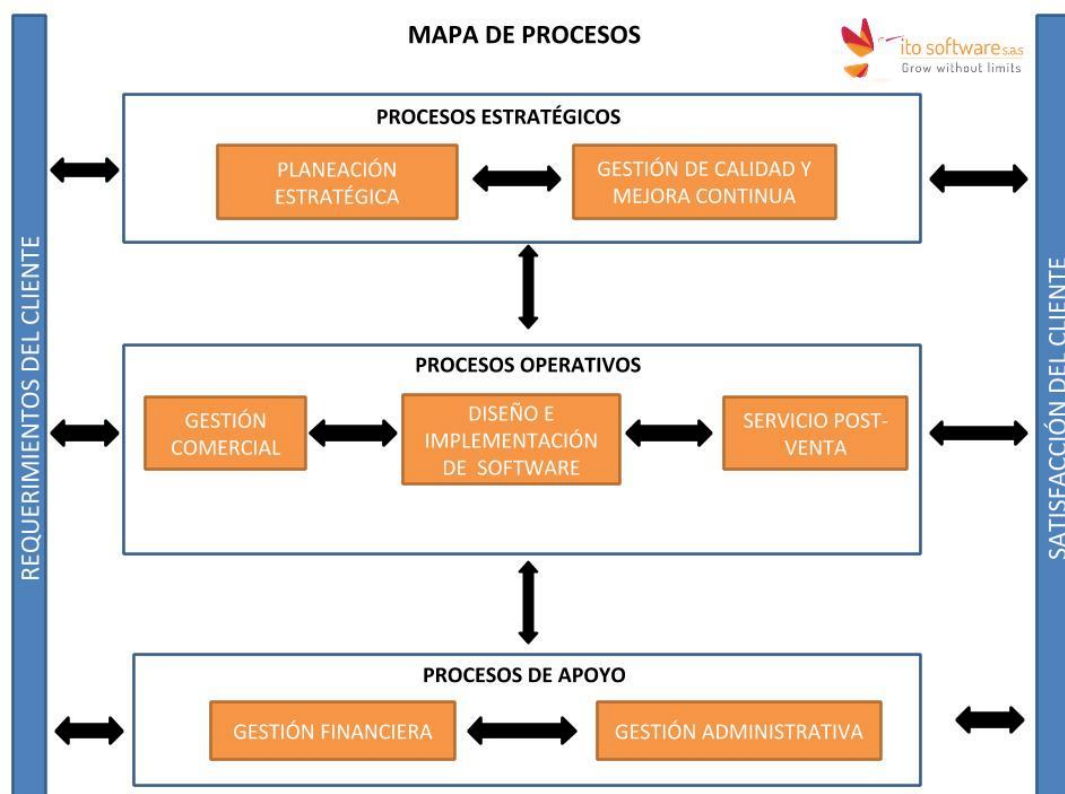 MAPA DE PROCESOS
ito software s.a.s
Grow without limits
PROCESOS ESTRATÉGICOS
PLANEACIÓN
ESTRATÉGICA
GESTIÓN DE CALIDAD Y
MEJORA CONTINUA
REQUERIMIENTOS DEL CLIENTE
SATISFACCIÓN DEL CLIENTE
PROCESOS OPERATIVOS
GESTIÓN
COMERCIAL
DISEÑO E
IMPLEMENTACIÓN
DE SOFTWARE
SERVICIO POST-
VENTA
PROCESOS DE APOYO
GESTIÓN FINANCIERA
GESTIÓN ADMINISTRATIVA